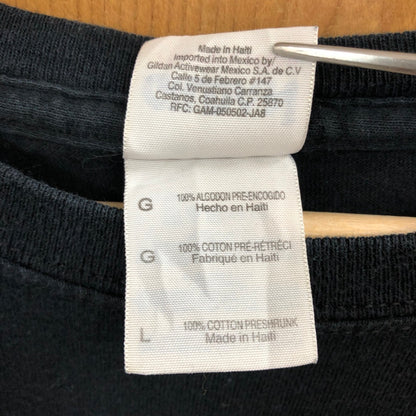 Made in Haiti
Imported into Mexico by/
Gildan Activewear Mexico S.A. de C.V
Calle 5 de Febrero #147
Col. Venustiano Carranza
Castanos, Coahuila C.P. 25870
RFC: GAM-050502-JA8
G 100% ALGODON PRE-ENCOGIDO
Hecho en Haiti
G 100% COTON PRÉ-RÉTRÉCI
Fabriqué en Haiti
L 100% COTTON PRESHRUNK
Made in Haiti